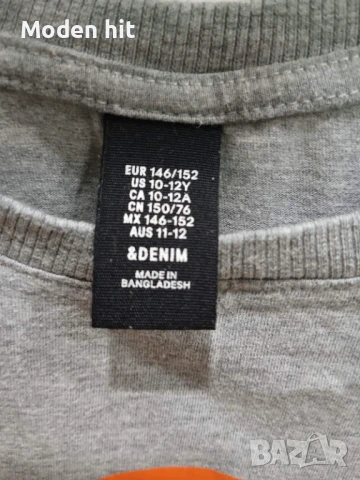 Moden hit
EUR 146/152
US 10-12Y
CA 10-12A
CN 150/76
MX 146-152
AUS 11-12
&DENIM
MADE IN
BANGLADESH
BAZAR